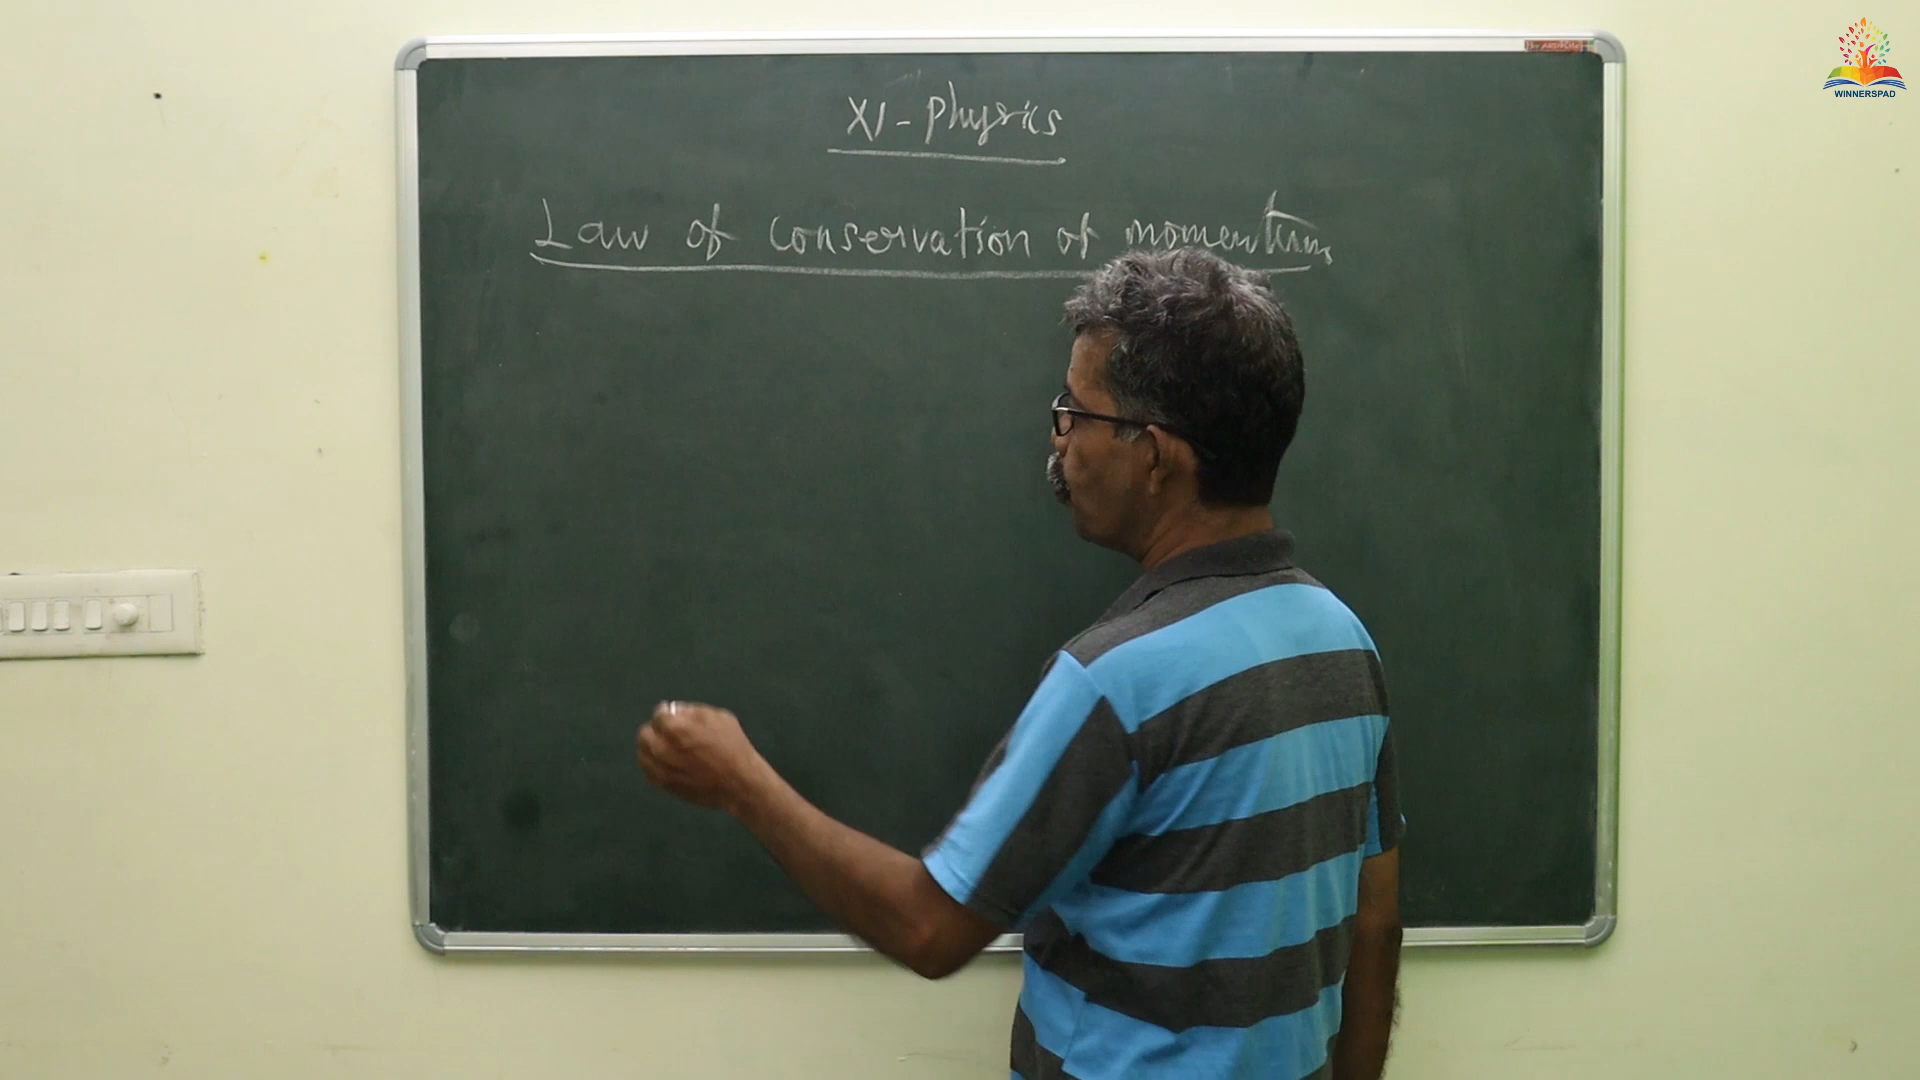 XI - Physics
Law of conservation of momentum
WINNERSPAD